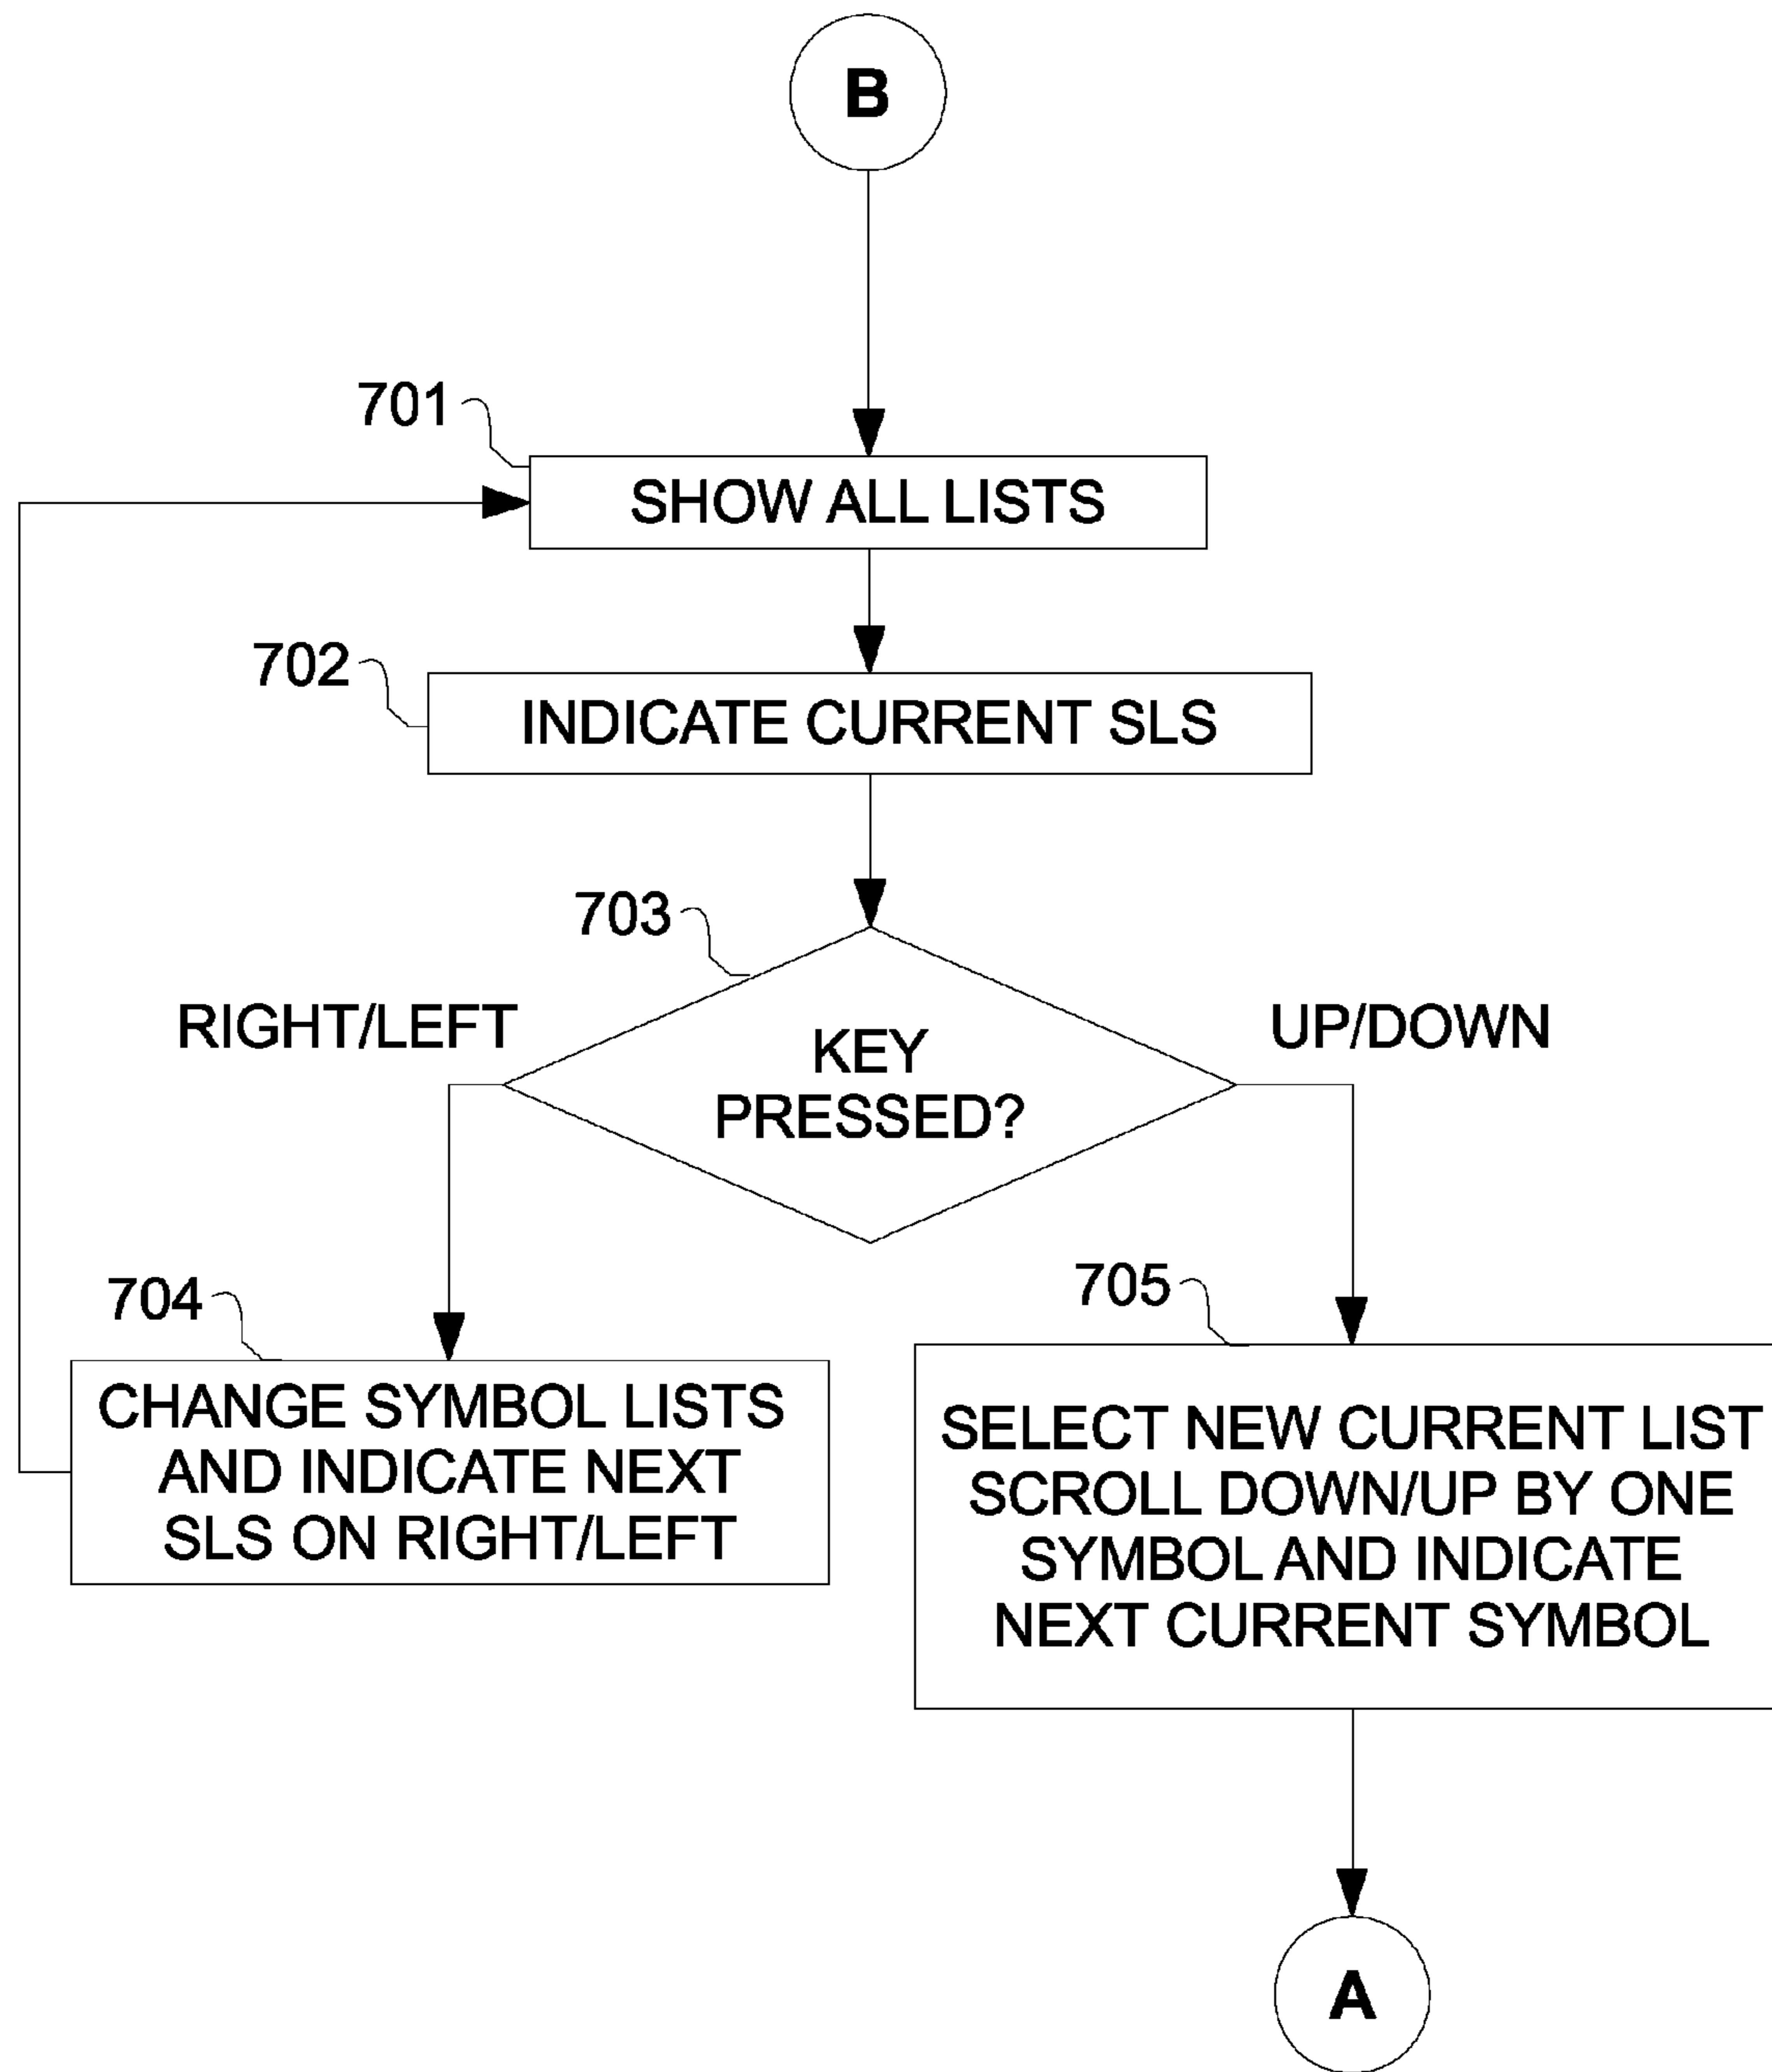 B
701
SHOW ALL LISTS
702
INDICATE CURRENT SLS
703
RIGHT/LEFT
KEY
PRESSED?
UP/DOWN
704
CHANGE SYMBOL LISTS
AND INDICATE NEXT
SLS ON RIGHT/LEFT
705
SELECT NEW CURRENT LIST
SCROLL DOWN/UP BY ONE
SYMBOL AND INDICATE
NEXT CURRENT SYMBOL
A